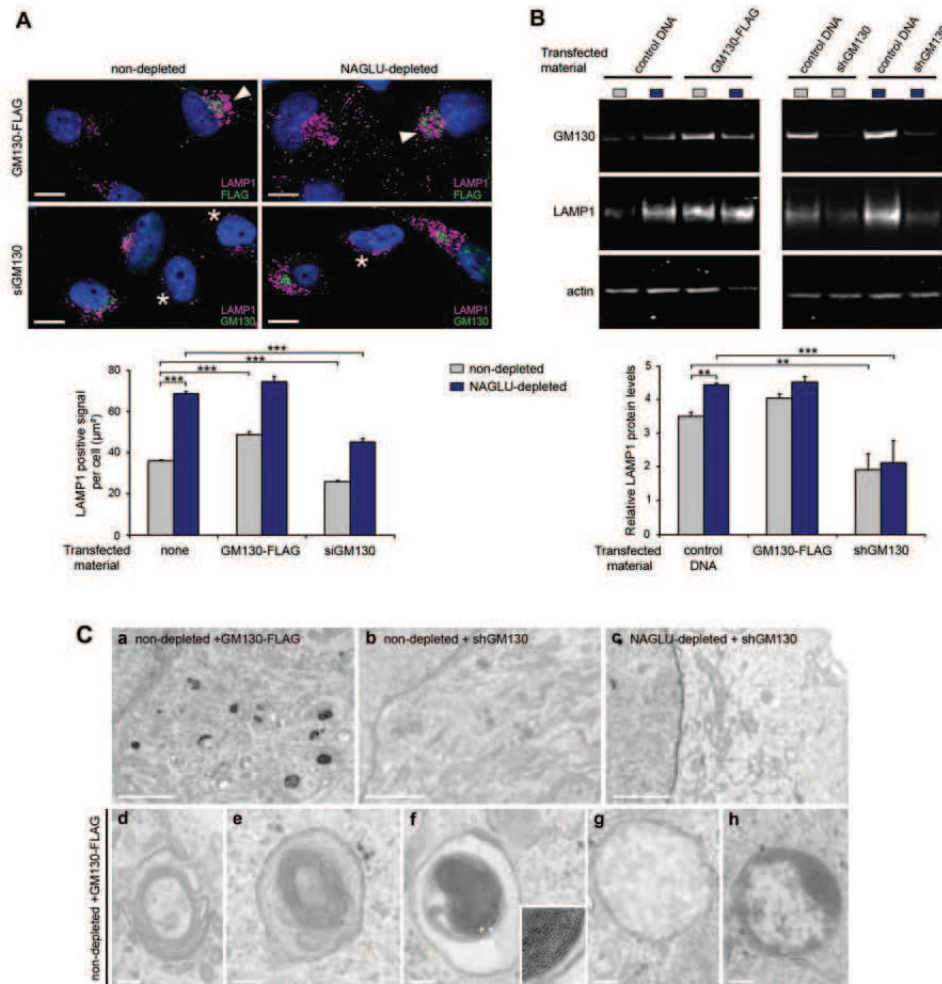 A
non-depleted
NAGLU-depleted
GM130-FLAG
LAMP1
FLAG
LAMP1
FLAG
siGM130
*
*
*
LAMP1
GM130
LAMP1
GM130
***
***
***
***
LAMP1 positive signal
per cell (µm²)
80
60
40
20
0
Transfected
material
none
GM130-FLAG
siGM130
non-depleted
NAGLU-depleted
B
Transfected
material
control DNA
GM130-FLAG
control DNA
shGM130
control DNA
shGM130
GM130
LAMP1
actin
***
**
**
Relative LAMP1 protein levels
5
4
3
2
1
0
Transfected
material
control
DNA
GM130-FLAG
shGM130
C
a non-depleted +GM130-FLAG
b non-depleted + shGM130
c NAGLU-depleted + shGM130
non-depleted +GM130-FLAG
d
e
f
g
h